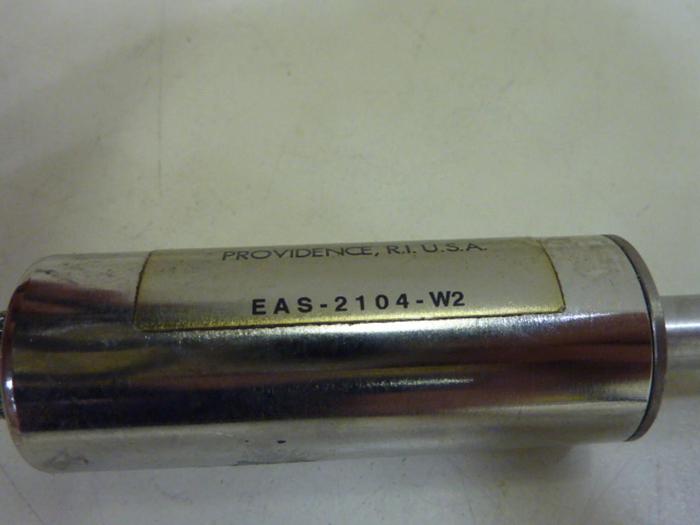 PROVIDENCE, R.I. U.S.A.
EAS-2104-W2